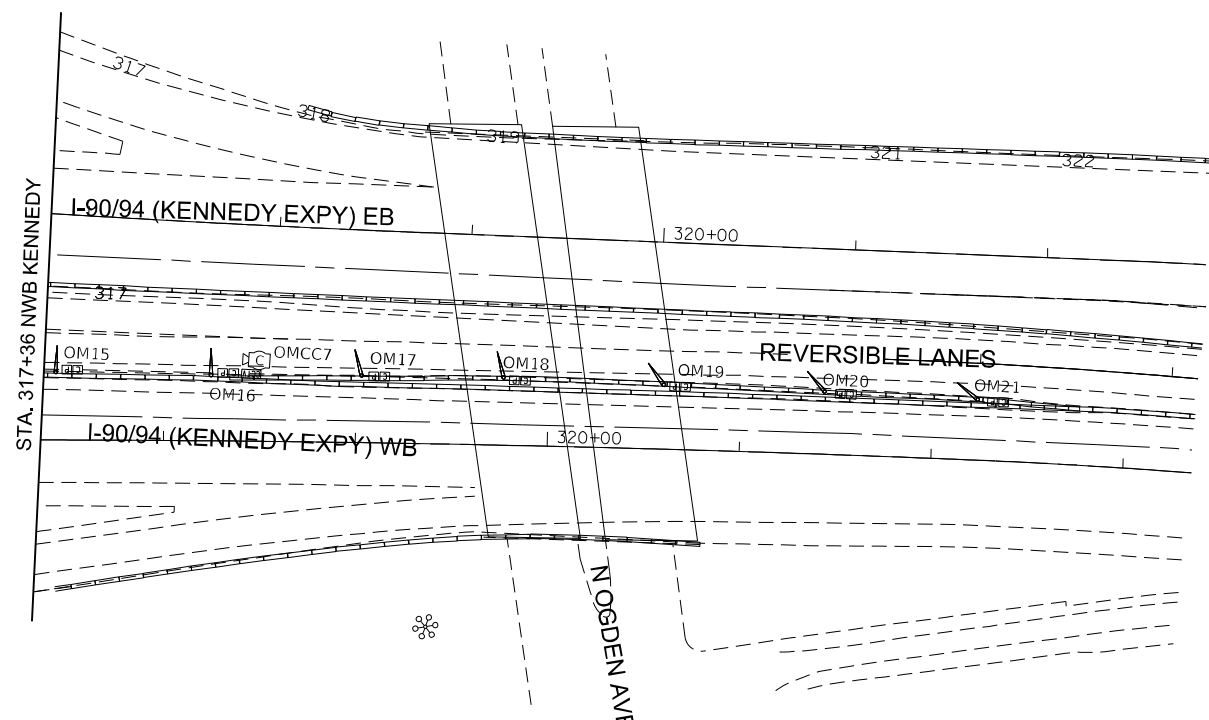 317
318
319
321
322
I-90/94 (KENNEDY EXPY) EB
320+00
STA. 317+36 NWB KENNEDY
317
OM15
C
OMCC7
OM17
OM18
REVERSIBLE LANES
OM19
OM20
OM21
OM16
I-90/94 (KENNEDY EXPY) WB
320+00
N OGDEN AVE